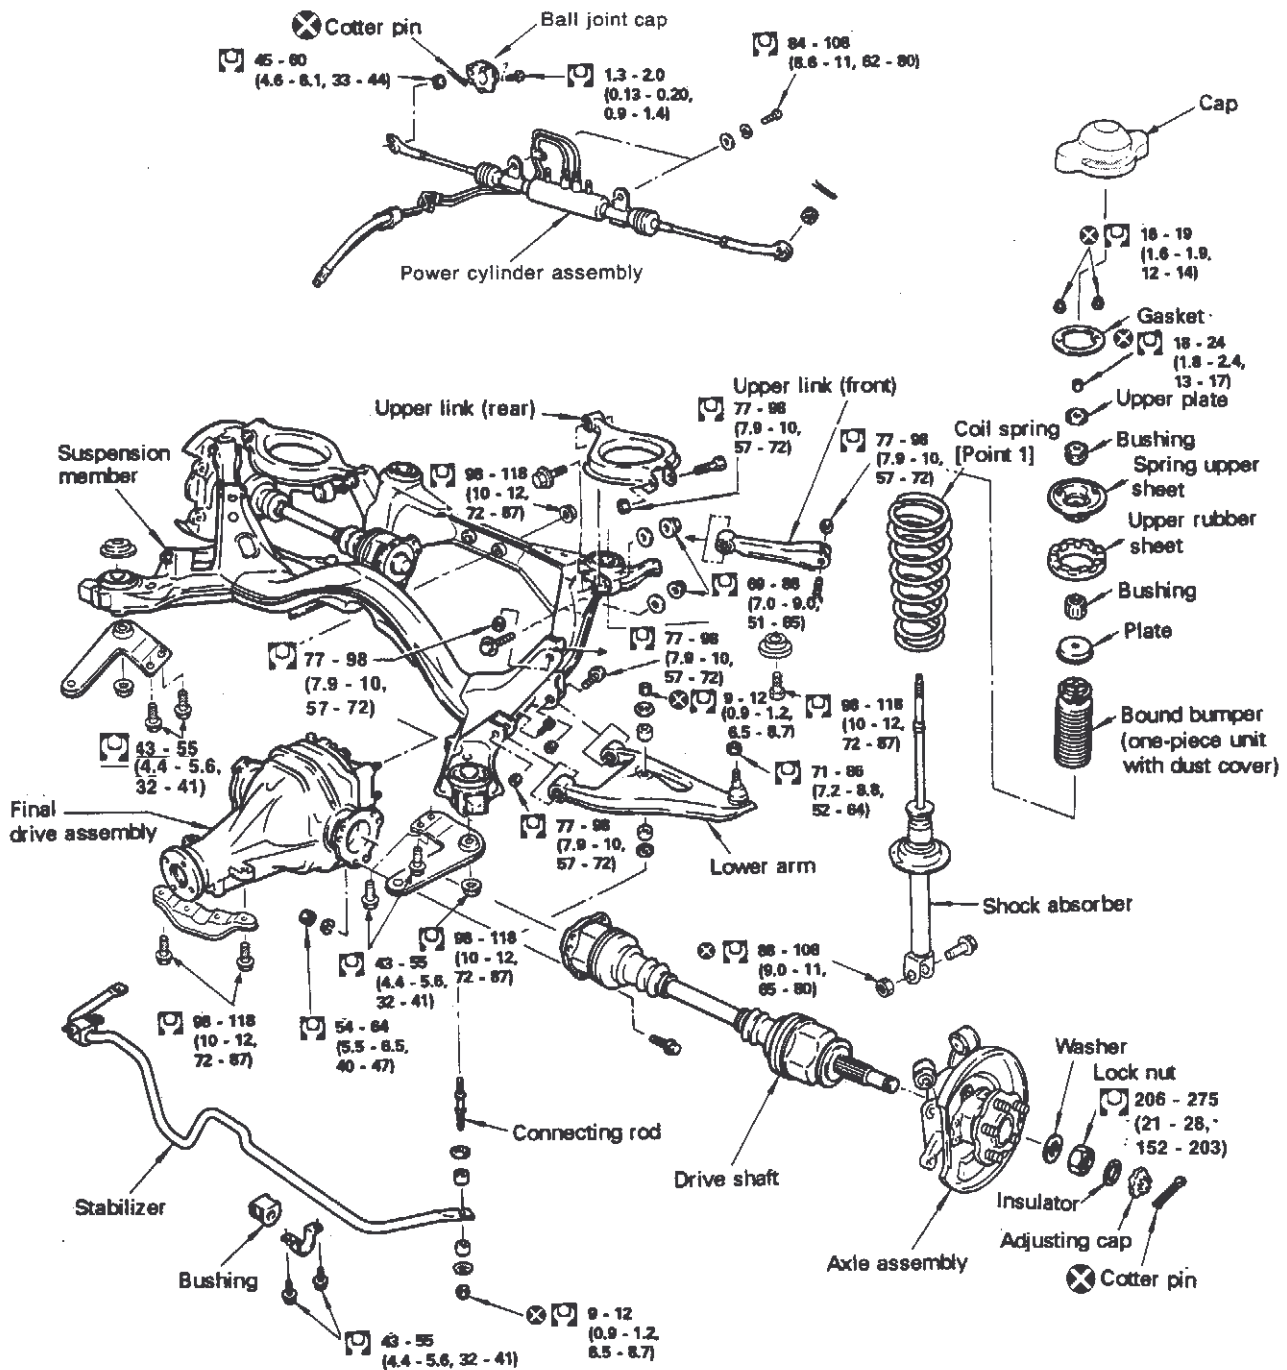 Cotter pin
Ball joint cap
45 - 60
(4.6 - 6.1, 33 - 44)
1.3 - 2.0
(0.13 - 0.20,
0.9 - 1.4)
84 - 108
(8.6 - 11, 62 - 80)
Cap
Power cylinder assembly
16 - 19
(1.6 - 1.9,
12 - 14)
Gasket
18 - 24
(1.8 - 2.4,
13 - 17)
Upper plate
Bushing
Spring upper
sheet
Upper rubber
sheet
Bushing
Plate
Bound bumper
(one-piece unit
with dust cover)
Coil spring
[Point 1]
Upper link (front)
77 - 98
(7.9 - 10,
57 - 72)
77 - 98
(7.9 - 10,
57 - 72)
Upper link (rear)
98 - 118
(10 - 12,
72 - 87)
Suspension
member
69 - 88
(7.0 - 9.0,
51 - 65)
77 - 98
(7.9 - 10,
57 - 72)
77 - 98
(7.9 - 10,
57 - 72)
9 - 12
(0.9 - 1.2,
6.5 - 8.7)
98 - 118
(10 - 12,
72 - 87)
71 - 86
(7.2 - 8.8,
52 - 64)
43 - 55
(4.4 - 5.6,
32 - 41)
Final
drive assembly
77 - 98
(7.9 - 10,
57 - 72)
Lower arm
Shock absorber
88 - 108
(9.0 - 11,
65 - 80)
98 - 118
(10 - 12,
72 - 87)
43 - 55
(4.4 - 5.6,
32 - 41)
98 - 118
(10 - 12,
72 - 87)
54 - 64
(5.5 - 6.5,
40 - 47)
Washer
Lock nut
206 - 275
(21 - 28,
152 - 203)
Connecting rod
Drive shaft
Stabilizer
Insulator
Adjusting cap
Axle assembly
Cotter pin
Bushing
9 - 12
(0.9 - 1.2,
6.5 - 8.7)
43 - 55
(4.4 - 5.6, 32 - 41)